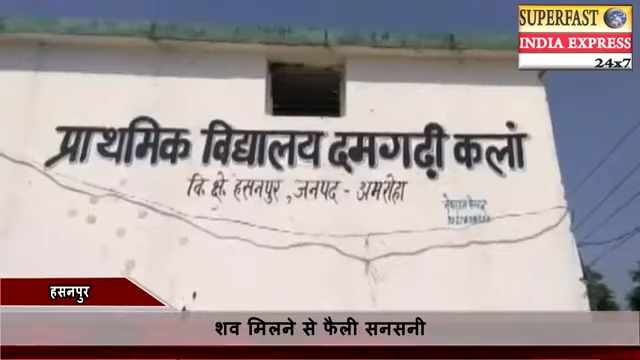 SUPERFAST
INDIA EXPRESS
24x7
प्राथमिक विद्यालय दमगढ़ी कलां
वि. क्षे. हसनपुर, जनपद - अमरोहा
हसनपुर
शव मिलने से फैली सनसनी